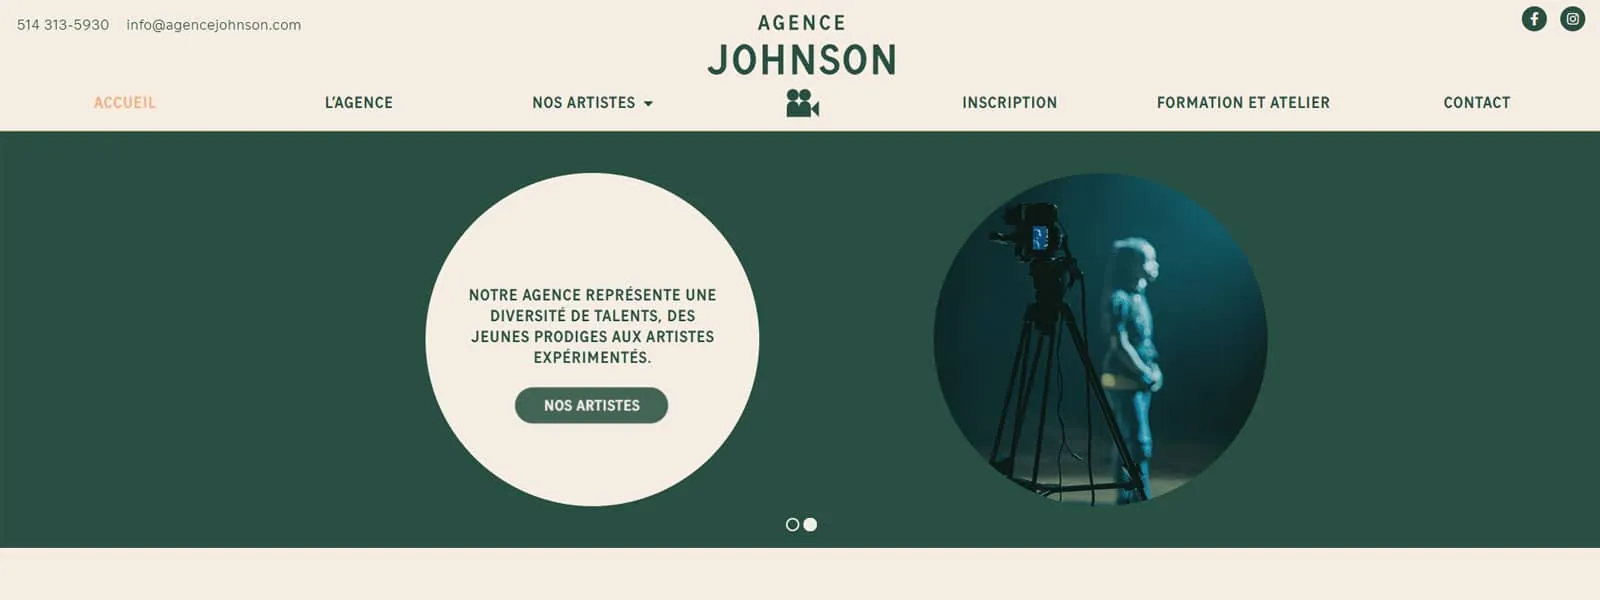 514 313-5930 info@agencejohnson.com
AGENCE
JOHNSON
ACCUEIL L'AGENCE NOS ARTISTES INSCRIPTION FORMATION ET ATELIER CONTACT
NOTRE AGENCE REPRÉSENTE UNE
DIVERSITÉ DE TALENTS, DES
JEUNES PRODIGES AUX ARTISTES
EXPÉRIMENTÉS.
NOS ARTISTES